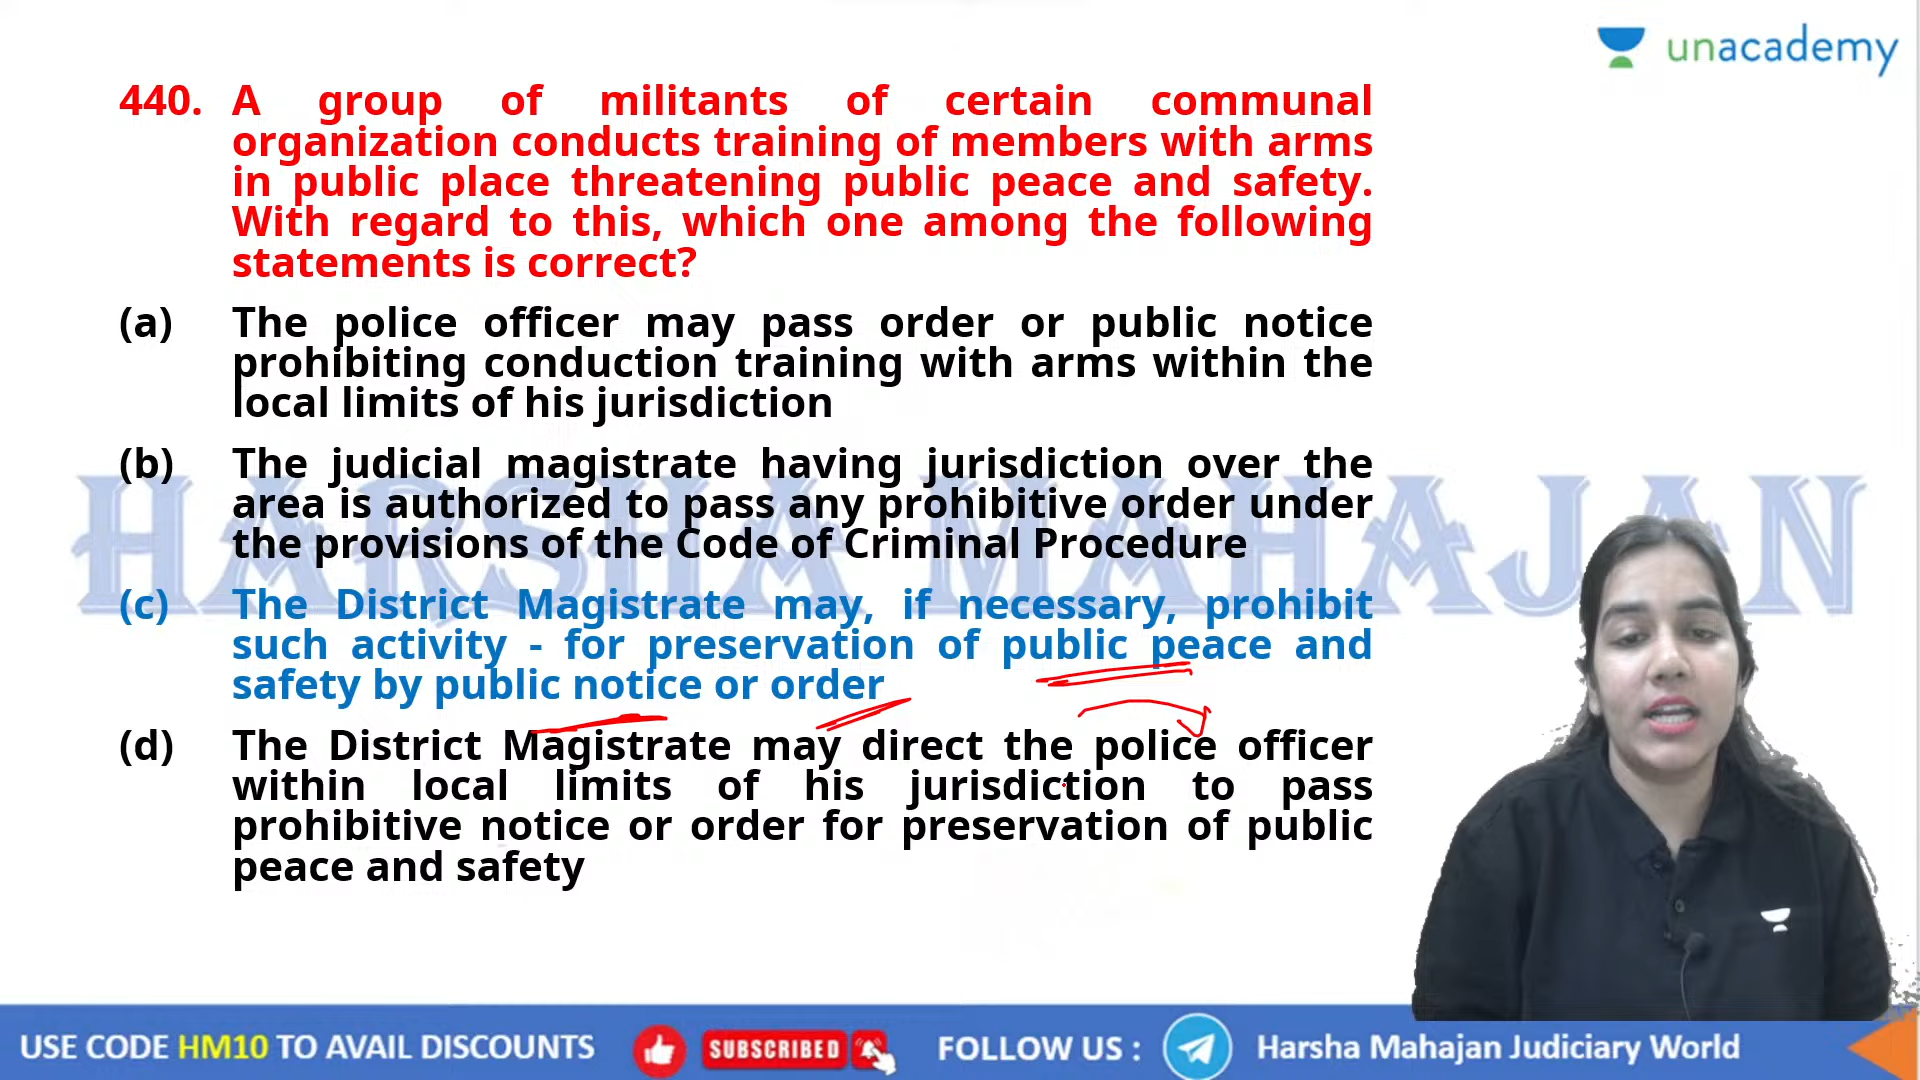 unacademy
440. A group of militants of certain communal
organization conducts training of members with arms
in public place threatening public peace and safety.
With regard to this, which one among the following
statements is correct?
(a) The police officer may pass order or public notice
prohibiting conduction training with arms within the
local limits of his jurisdiction
(b) The judicial magistrate having jurisdiction over the
area is authorized to pass any prohibitive order under
the provisions of the Code of Criminal Procedure
(c) The District Magistrate may, if necessary, prohibit
such activity - for preservation of public peace and
safety by public notice or order
(d) The District Magistrate may direct the police officer
within local limits of his jurisdiction to pass
prohibitive notice or order for preservation of public
peace and safety
HARSHA MAHAJAN
USE CODE HM10 TO AVAIL DISCOUNTS
SUBSCRIBED
FOLLOW US :
Harsha Mahajan Judiciary World